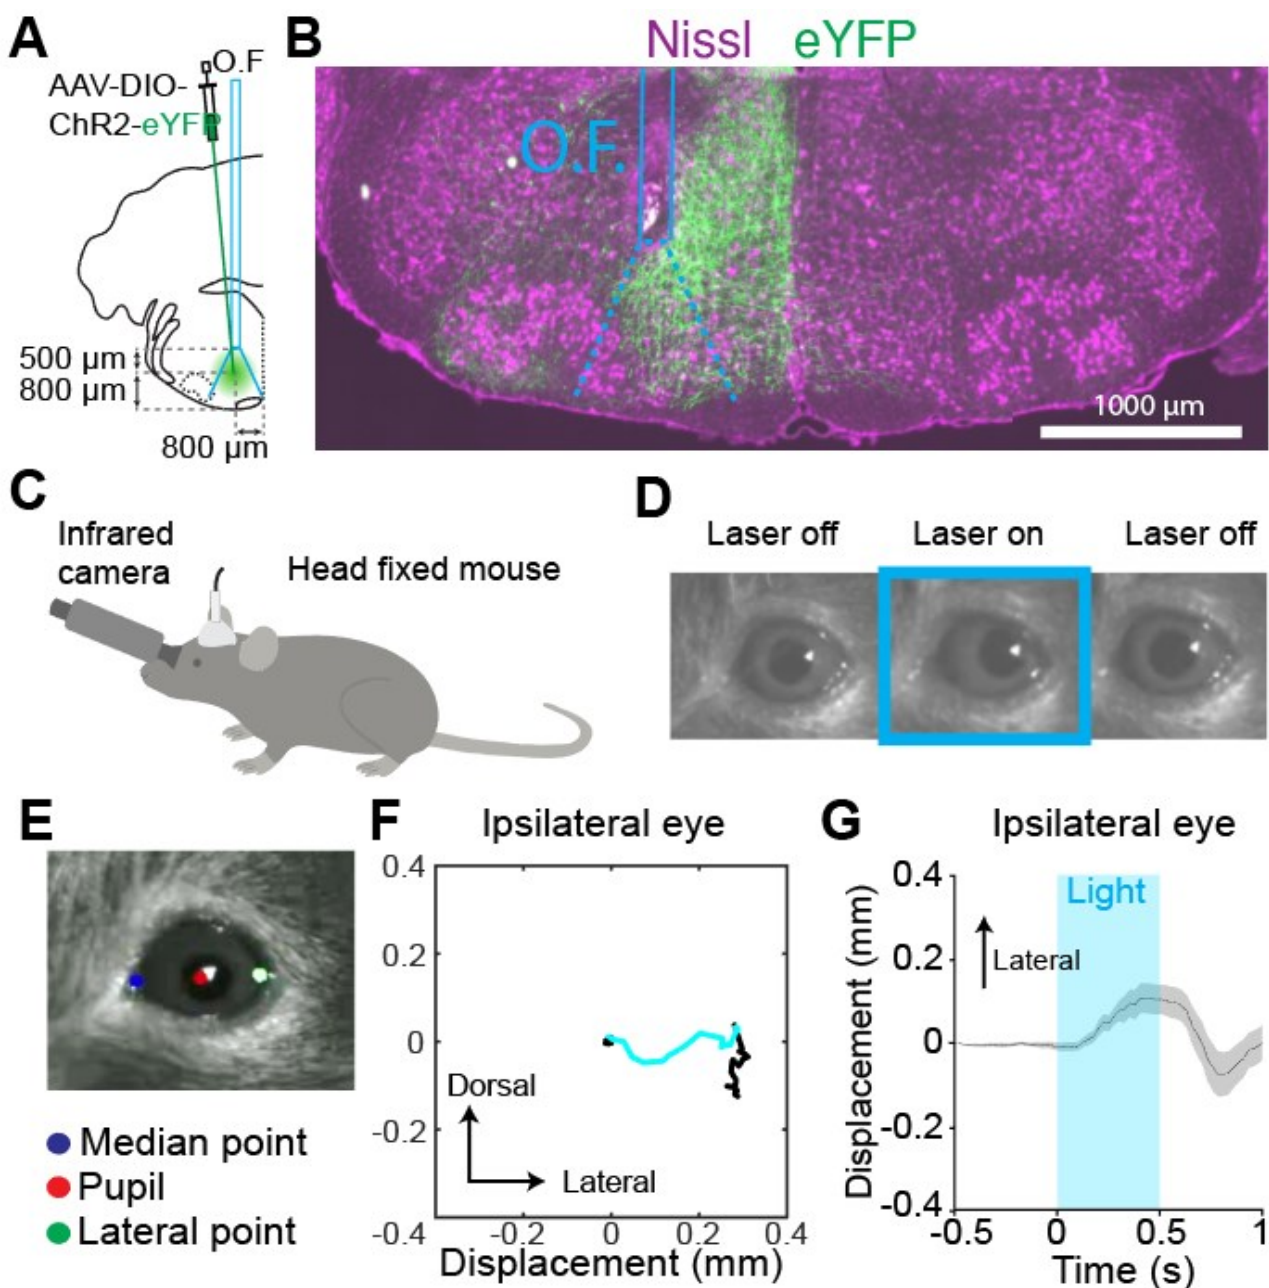 A
O.F
AAV-DIO-
ChR2-eYFP
500 µm
800 µm
800 µm
B
Nissl eYFP
O.F.
1000 µm
C
Infrared
camera
Head fixed mouse
D
Laser off Laser on Laser off
E
Median point
Pupil
Lateral point
F
Ipsilateral eye
0.4
0.2
0
-0.2
-0.4
Dorsal
Lateral
-0.2 0 0.2 0.4
Displacement (mm)
G
Ipsilateral eye
Displacement (mm)
0.4
0.2
0
-0.2
-0.4
Light
Lateral
-0.5 0 0.5 1
Time (s)